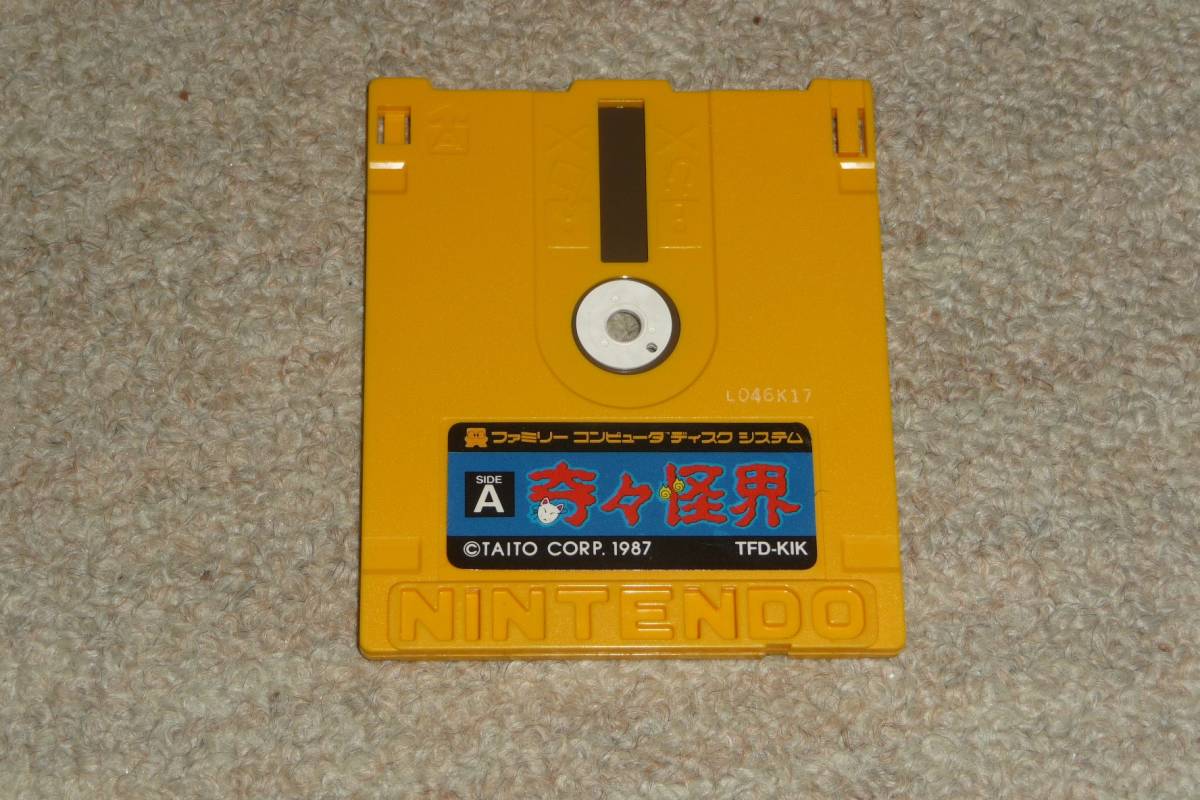 L046K17
ファミリー コンピュータ ディスク システム
SIDE
A
奇々怪界
©TAITO CORP. 1987 TFD-KIK
NINTENDO